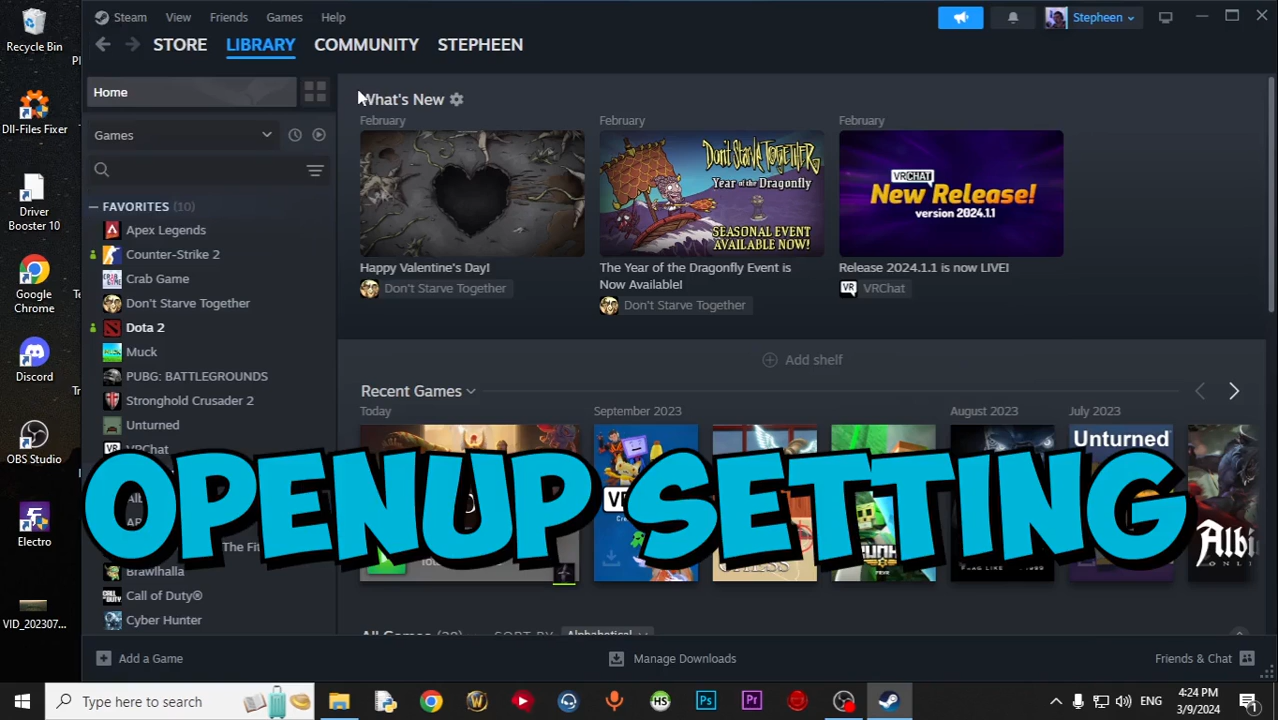 Recycle Bin
Dll-Files Fixer
Driver
Booster 10
Google
Chrome
Discord
OBS Studio
Electro
VID_202307...
Steam View Friends Games Help
Stepheen
STORE LIBRARY COMMUNITY STEPHEEN
Home
Games
FAVORITES (10)
Apex Legends
Counter-Strike 2
Crab Game
Don't Starve Together
Dota 2
Muck
PUBG: BATTLEGROUNDS
Stronghold Crusader 2
Unturned
VRChat
The Fi
Brawlhalla
Call of Duty®
Cyber Hunter
What's New
February
February
February
Don't Starve TOGETHER
Year of the Dragonfly
SEASONAL EVENT
AVAILABLE NOW!
VRCHAT
New Release!
version 2024.1.1
Happy Valentine's Day!
Don't Starve Together
The Year of the Dragonfly Event is
Now Available!
Don't Starve Together
Release 2024.1.1 is now LIVE!
VRChat
Add shelf
Recent Games
Today
September 2023
August 2023
July 2023
Unturned
OPENUP SETTING
Add a Game
Manage Downloads
Friends & Chat
Type here to search
ENG
4:24 PM
3/9/2024